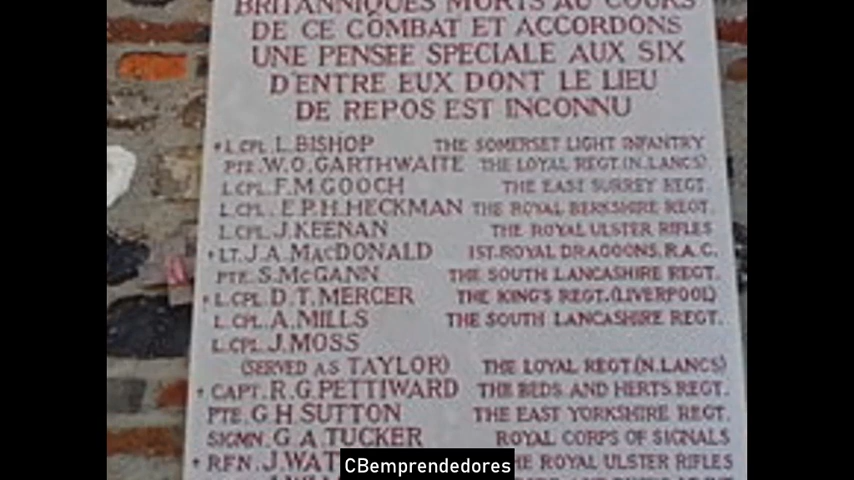 BRITANNIQUES MORTS AU COURS
DE CE COMBAT ET ACCORDONS
UNE PENSEE SPECIALE AUX SIX
D'ENTRE EUX DONT LE LIEU
DE REPOS EST INCONNU
+L.CPL. L.BISHOP THE SOMERSET LIGHT INFANTRY
PTE. W.O.GARTHWAITE THE LOYAL REGT.(N.LANCS)
L.CPL. F.M.GOOCH THE EAST SURREY REGT.
L.CPL. E.P.H.HECKMAN THE ROYAL BERKSHIRE REGT.
L.CPL. J.KEENAN THE ROYAL ULSTER RIFLES
+LT. J.A.MACDONALD 1ST.ROYAL DRAGOONS, R.A.C.
PTE. S.MCGANN THE SOUTH LANCASHIRE REGT.
+L.CPL. D.T.MERCER THE KING'S REGT.(LIVERPOOL)
L.CPL. A.MILLS THE SOUTH LANCASHIRE REGT.
L.CPL. J.MOSS
(SERVED AS TAYLOR) THE LOYAL REGT.(N.LANCS)
+CAPT. R.G.PETTIWARD THE BEDS. AND HERTS. REGT.
PTE. G.H.SUTTON THE EAST YORKSHIRE REGT.
SIGMN. G.A.TUCKER ROYAL CORPS OF SIGNALS
+RFN. J.WAT HE ROYAL ULSTER RIFLES
CBemprendedores